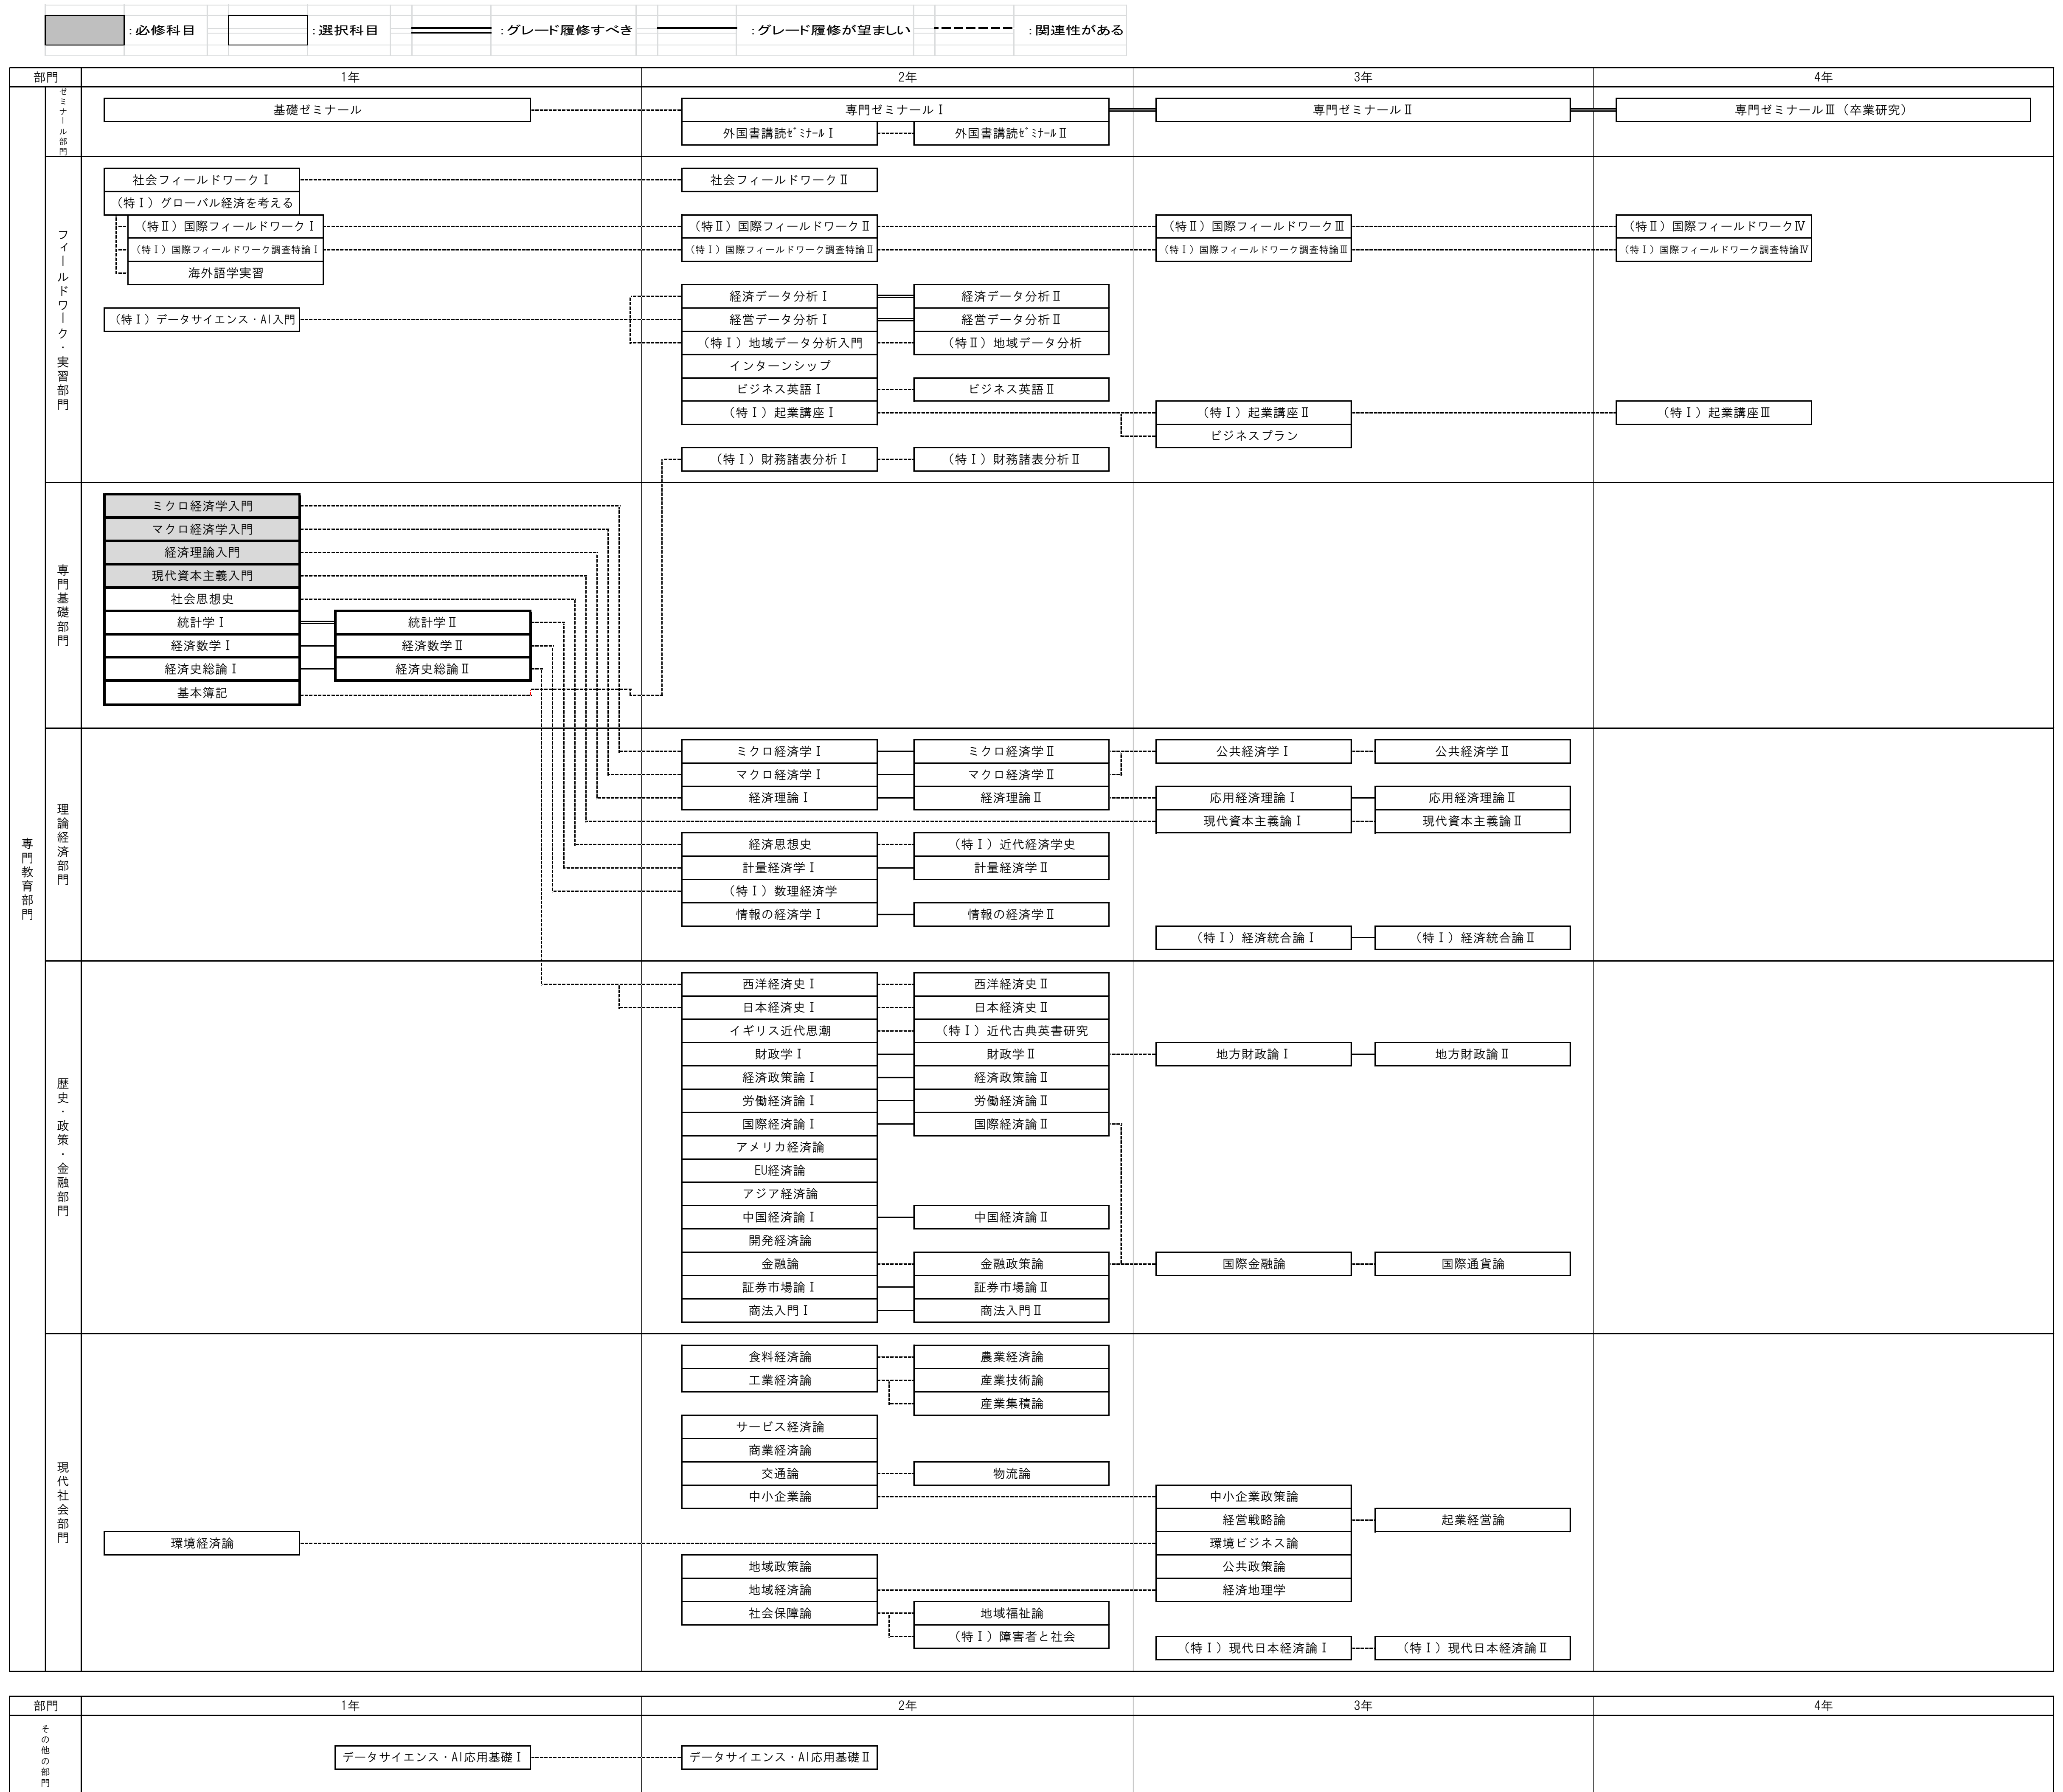 ：必修科目 ：選択科目 ：グレード履修すべき ：グレード履修が望ましい ：関連性がある
部門 1年 2年 3年 4年
専門教育部門
ゼミナール部門
基礎ゼミナール 専門ゼミナールⅠ 専門ゼミナールⅡ 専門ゼミナールⅢ（卒業研究）
外国書講読ｾﾞﾐﾅｰﾙⅠ 外国書講読ｾﾞﾐﾅｰﾙⅡ
フィールドワーク・実習部門
社会フィールドワークⅠ 社会フィールドワークⅡ
（特Ⅰ）グローバル経済を考える
（特Ⅱ）国際フィールドワークⅠ （特Ⅱ）国際フィールドワークⅡ （特Ⅱ）国際フィールドワークⅢ （特Ⅱ）国際フィールドワークⅣ
（特Ⅰ）国際フィールドワーク調査特論Ⅰ （特Ⅰ）国際フィールドワーク調査特論Ⅱ （特Ⅰ）国際フィールドワーク調査特論Ⅲ （特Ⅰ）国際フィールドワーク調査特論Ⅳ
海外語学実習
経済データ分析Ⅰ 経済データ分析Ⅱ
（特Ⅰ）データサイエンス・AI入門 経営データ分析Ⅰ 経営データ分析Ⅱ
（特Ⅰ）地域データ分析入門 （特Ⅱ）地域データ分析
インターンシップ
ビジネス英語Ⅰ ビジネス英語Ⅱ
（特Ⅰ）起業講座Ⅰ （特Ⅰ）起業講座Ⅱ （特Ⅰ）起業講座Ⅲ
ビジネスプラン
（特Ⅰ）財務諸表分析Ⅰ （特Ⅰ）財務諸表分析Ⅱ
専門基礎部門
ミクロ経済学入門
マクロ経済学入門
経済理論入門
現代資本主義入門
社会思想史
統計学Ⅰ 統計学Ⅱ
経済数学Ⅰ 経済数学Ⅱ
経済史総論Ⅰ 経済史総論Ⅱ
基本簿記
理論経済部門
ミクロ経済学Ⅰ ミクロ経済学Ⅱ 公共経済学Ⅰ 公共経済学Ⅱ
マクロ経済学Ⅰ マクロ経済学Ⅱ
経済理論Ⅰ 経済理論Ⅱ 応用経済理論Ⅰ 応用経済理論Ⅱ
現代資本主義論Ⅰ 現代資本主義論Ⅱ
経済思想史 （特Ⅰ）近代経済学史
計量経済学Ⅰ 計量経済学Ⅱ
（特Ⅰ）数理経済学
情報の経済学Ⅰ 情報の経済学Ⅱ
（特Ⅰ）経済統合論Ⅰ （特Ⅰ）経済統合論Ⅱ
歴史・政策・金融部門
西洋経済史Ⅰ 西洋経済史Ⅱ
日本経済史Ⅰ 日本経済史Ⅱ
イギリス近代思潮 （特Ⅰ）近代古典英書研究
財政学Ⅰ 財政学Ⅱ 地方財政論Ⅰ 地方財政論Ⅱ
経済政策論Ⅰ 経済政策論Ⅱ
労働経済論Ⅰ 労働経済論Ⅱ
国際経済論Ⅰ 国際経済論Ⅱ
アメリカ経済論
EU経済論
アジア経済論
中国経済論Ⅰ 中国経済論Ⅱ
開発経済論
金融論 金融政策論 国際金融論 国際通貨論
証券市場論Ⅰ 証券市場論Ⅱ
商法入門Ⅰ 商法入門Ⅱ
現代社会部門
食料経済論 農業経済論
工業経済論 産業技術論
産業集積論
サービス経済論
商業経済論
交通論 物流論
中小企業論 中小企業政策論
経営戦略論 起業経営論
環境経済論 環境ビジネス論
地域政策論 公共政策論
地域経済論 経済地理学
社会保障論 地域福祉論
（特Ⅰ）障害者と社会
（特Ⅰ）現代日本経済論Ⅰ （特Ⅰ）現代日本経済論Ⅱ
部門 1年 2年 3年 4年
その他の部門
データサイエンス・AI応用基礎Ⅰ データサイエンス・AI応用基礎Ⅱ